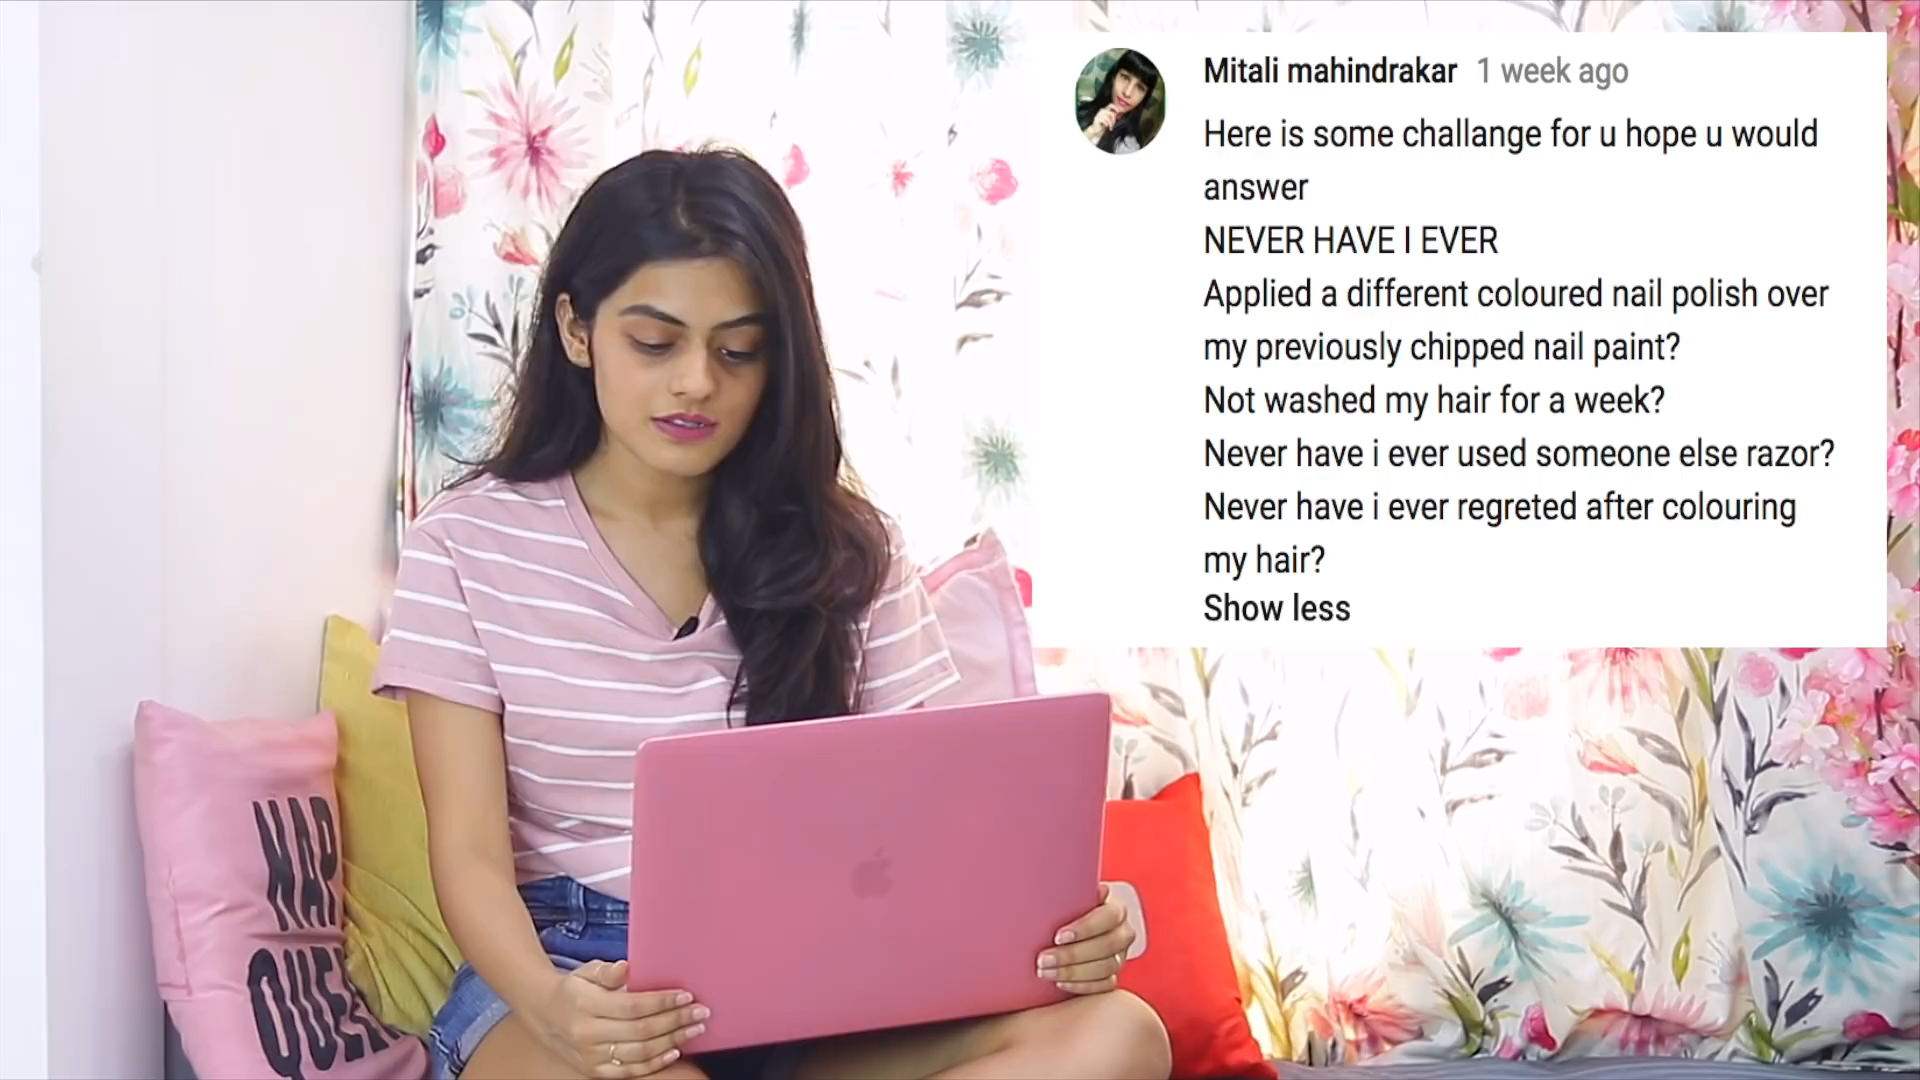 Mitali mahindrakar 1 week ago
Here is some challange for u hope u would
answer
NEVER HAVE I EVER
Applied a different coloured nail polish over
my previously chipped nail paint?
Not washed my hair for a week?
Never have i ever used someone else razor?
Never have i ever regreted after colouring
my hair?
Show less
NAP
QUEE